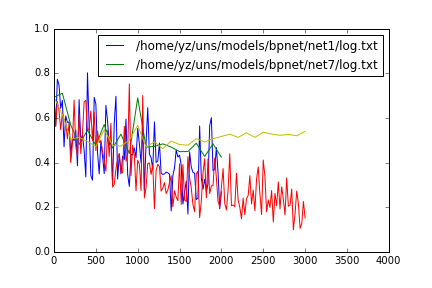 /home/yz/uns/models/bpnet/net1/log.txt
/home/yz/uns/models/bpnet/net7/log.txt
1.0
0.8
0.6
0.4
0.2
0.0
0 500 1000 1500 2000 2500 3000 3500 4000